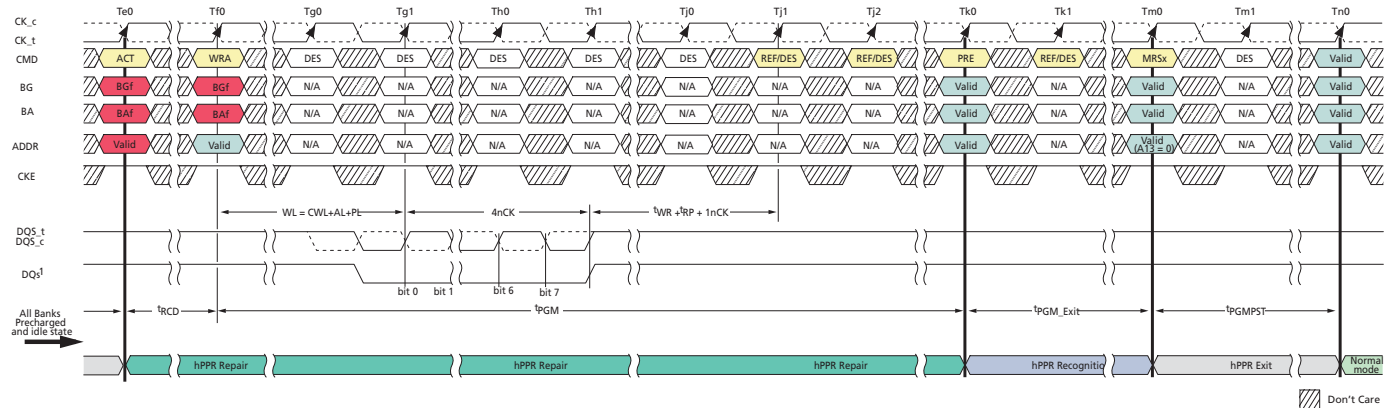 Te0 Tf0 Tg0 Tg1 Th0 Th1 Tj0 Tj1 Tj2 Tk0 Tk1 Tm0 Tm1 Tn0
CK_c
CK_t
CMD ACT WRA DES DES DES DES DES REF/DES REF/DES PRE REF/DES MRSx DES Valid
BG BGf BGf N/A N/A N/A N/A N/A N/A N/A Valid N/A Valid N/A Valid
BA BAf BAf N/A N/A N/A N/A N/A N/A N/A Valid N/A Valid N/A Valid
ADDR Valid Valid N/A N/A N/A N/A N/A N/A N/A Valid N/A Valid (A13 = 0) N/A Valid
CKE
WL = CWL+AL+PL 4nCK tWR + tRP + 1nCK
DQS_t
DQS_c
DQs1
bit 0 bit 1 bit 6 bit 7
All Banks
Precharged
and idle state
tRCD tPGM tPGM_Exit tPGMPST
hPPR Repair hPPR Repair hPPR Repair hPPR Recognitio hPPR Exit Normal
mode
Don't Care